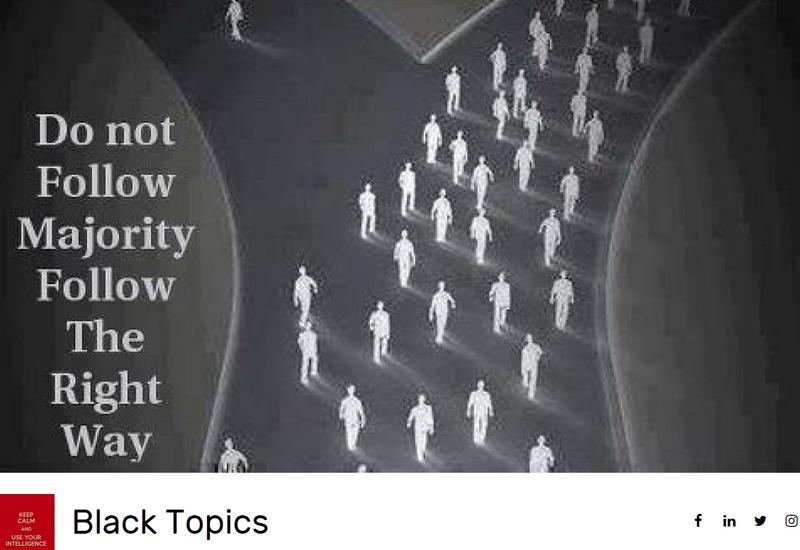 Do not
Follow
Majority
Follow
The
Right
Way
KEEP
CALM
AND
USE YOUR
INTELLIGENCE
Black Topics